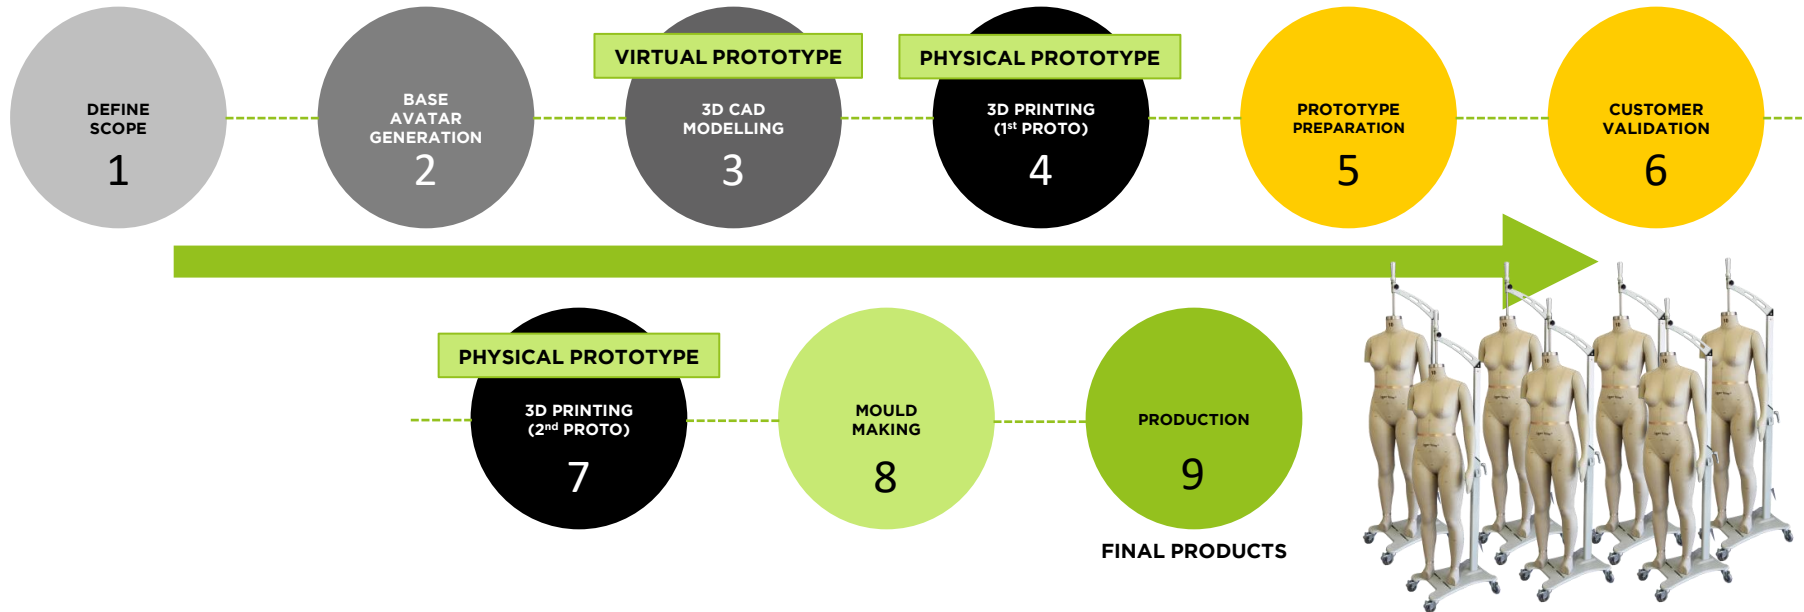 VIRTUAL PROTOTYPE
PHYSICAL PROTOTYPE
DEFINE
SCOPE
1
BASE
AVATAR
GENERATION
2
3D CAD
MODELLING
3
3D PRINTING
(1st PROTO)
4
PROTOTYPE
PREPARATION
5
CUSTOMER
VALIDATION
6
PHYSICAL PROTOTYPE
3D PRINTING
(2nd PROTO)
7
MOULD
MAKING
8
PRODUCTION
9
FINAL PRODUCTS